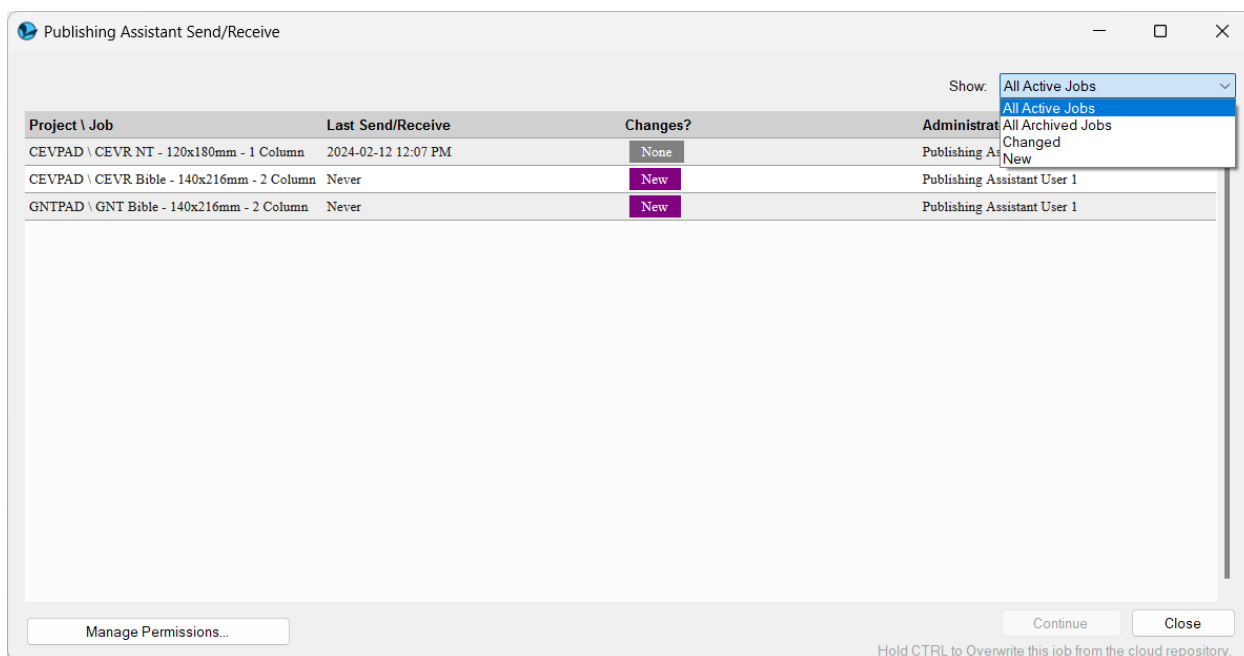 Publishing Assistant Send/Receive
Show: All Active Jobs
All Active Jobs
All Archived Jobs
Changed
New
Project \ Job Last Send/Receive Changes? Administrat
CEVPAD \ CEVR NT - 120x180mm - 1 Column 2024-02-12 12:07 PM None Publishing As
CEVPAD \ CEVR Bible - 140x216mm - 2 Column Never New Publishing Assistant User 1
GNTPAD \ GNT Bible - 140x216mm - 2 Column Never New Publishing Assistant User 1
Manage Permissions... Continue Close
Hold CTRL to Overwrite this job from the cloud repository.